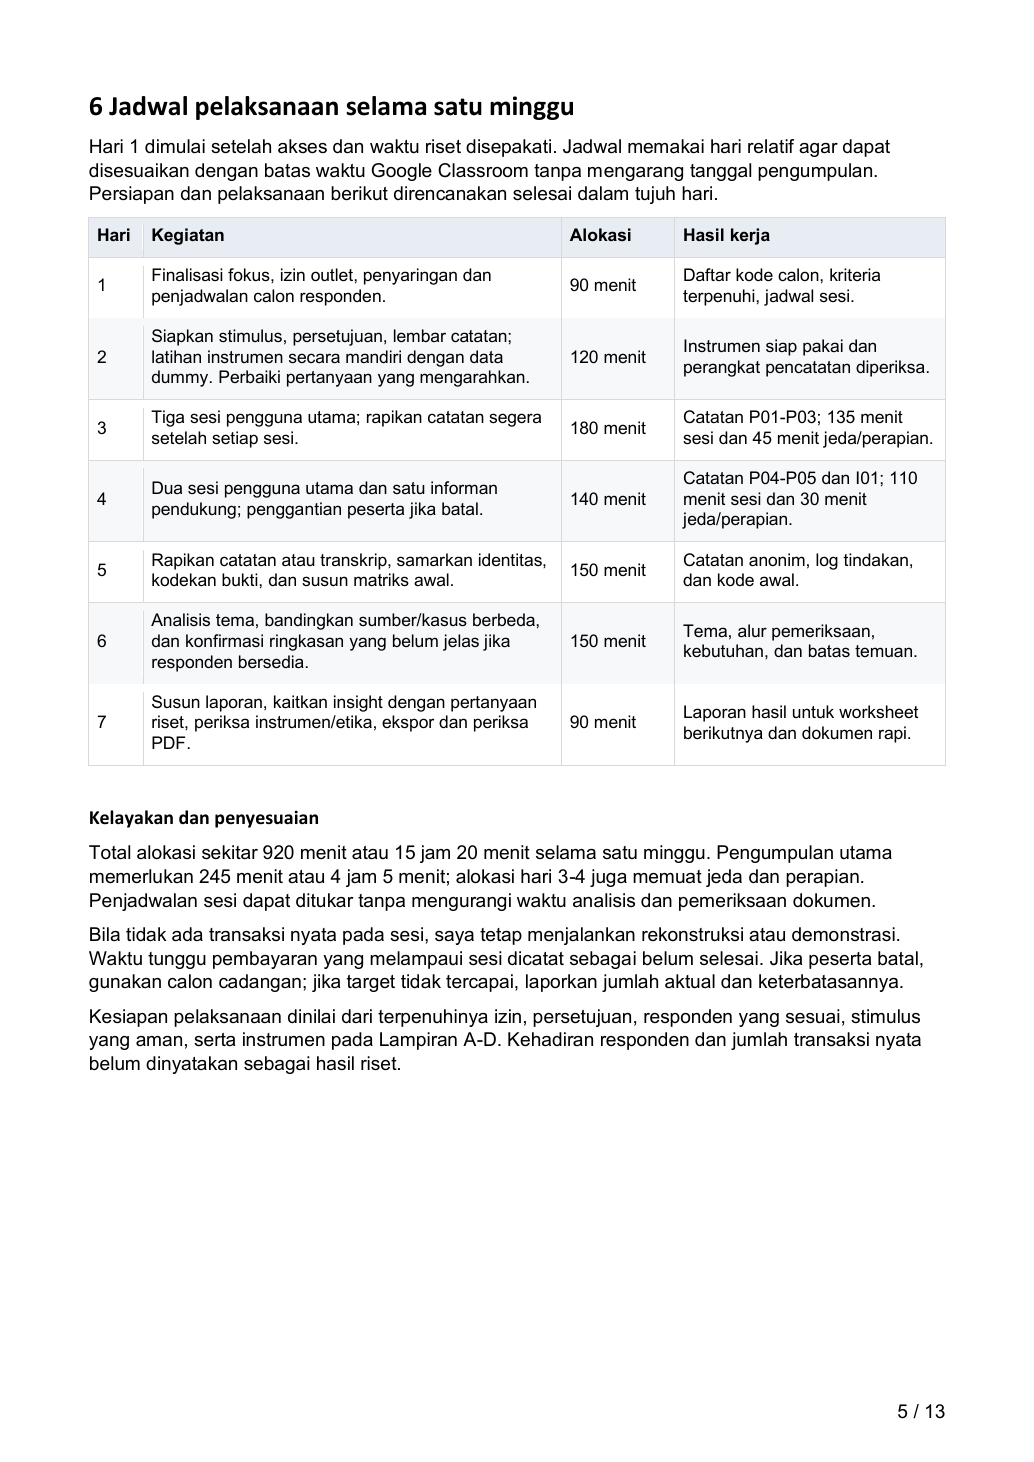 6 Jadwal pelaksanaan selama satu minggu
Hari 1 dimulai setelah akses dan waktu riset disepakati. Jadwal memakai hari relatif agar dapat
disesuaikan dengan batas waktu Google Classroom tanpa mengarang tanggal pengumpulan.
Persiapan dan pelaksanaan berikut direncanakan selesai dalam tujuh hari.
Hari Kegiatan Alokasi Hasil kerja
1
Finalisasi fokus, izin outlet, penyaringan dan
penjadwalan calon responden.
90 menit
Daftar kode calon, kriteria
terpenuhi, jadwal sesi.
2
Siapkan stimulus, persetujuan, lembar catatan;
latihan instrumen secara mandiri dengan data
dummy. Perbaiki pertanyaan yang mengarahkan.
120 menit
Instrumen siap pakai dan
perangkat pencatatan diperiksa.
3
Tiga sesi pengguna utama; rapikan catatan segera
setelah setiap sesi.
180 menit
Catatan P01-P03; 135 menit
sesi dan 45 menit jeda/perapian.
4
Dua sesi pengguna utama dan satu informan
pendukung; penggantian peserta jika batal.
140 menit
Catatan P04-P05 dan I01; 110
menit sesi dan 30 menit
jeda/perapian.
5
Rapikan catatan atau transkrip, samarkan identitas,
kodekan bukti, dan susun matriks awal.
150 menit
Catatan anonim, log tindakan,
dan kode awal.
6
Analisis tema, bandingkan sumber/kasus berbeda,
dan konfirmasi ringkasan yang belum jelas jika
responden bersedia.
150 menit
Tema, alur pemeriksaan,
kebutuhan, dan batas temuan.
7
Susun laporan, kaitkan insight dengan pertanyaan
riset, periksa instrumen/etika, ekspor dan periksa
PDF.
90 menit
Laporan hasil untuk worksheet
berikutnya dan dokumen rapi.
Kelayakan dan penyesuaian
Total alokasi sekitar 920 menit atau 15 jam 20 menit selama satu minggu. Pengumpulan utama
memerlukan 245 menit atau 4 jam 5 menit; alokasi hari 3-4 juga memuat jeda dan perapian.
Penjadwalan sesi dapat ditukar tanpa mengurangi waktu analisis dan pemeriksaan dokumen.
Bila tidak ada transaksi nyata pada sesi, saya tetap menjalankan rekonstruksi atau demonstrasi.
Waktu tunggu pembayaran yang melampaui sesi dicatat sebagai belum selesai. Jika peserta batal,
gunakan calon cadangan; jika target tidak tercapai, laporkan jumlah aktual dan keterbatasannya.
Kesiapan pelaksanaan dinilai dari terpenuhinya izin, persetujuan, responden yang sesuai, stimulus
yang aman, serta instrumen pada Lampiran A-D. Kehadiran responden dan jumlah transaksi nyata
belum dinyatakan sebagai hasil riset.
5 / 13